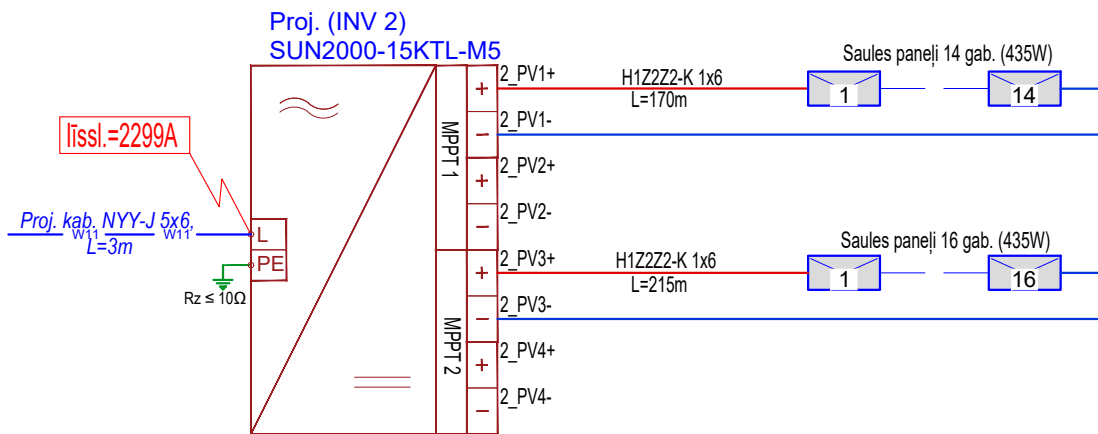 Proj. (INV 2)
SUN2000-15KTL-M5
Iīssl.=2299A
Proj. kab. NYY-J 5x6,
W11 W11
L=3m
L
PE
Rz ≤ 10Ω
MPPT 1
MPPT 2
+
2_PV1+
−
2_PV1-
+
2_PV2+
−
2_PV2-
+
2_PV3+
−
2_PV3-
+
2_PV4+
−
2_PV4-
H1Z2Z2-K 1x6
L=170m
Saules paneļi 14 gab. (435W)
1
14
H1Z2Z2-K 1x6
L=215m
Saules paneļi 16 gab. (435W)
1
16